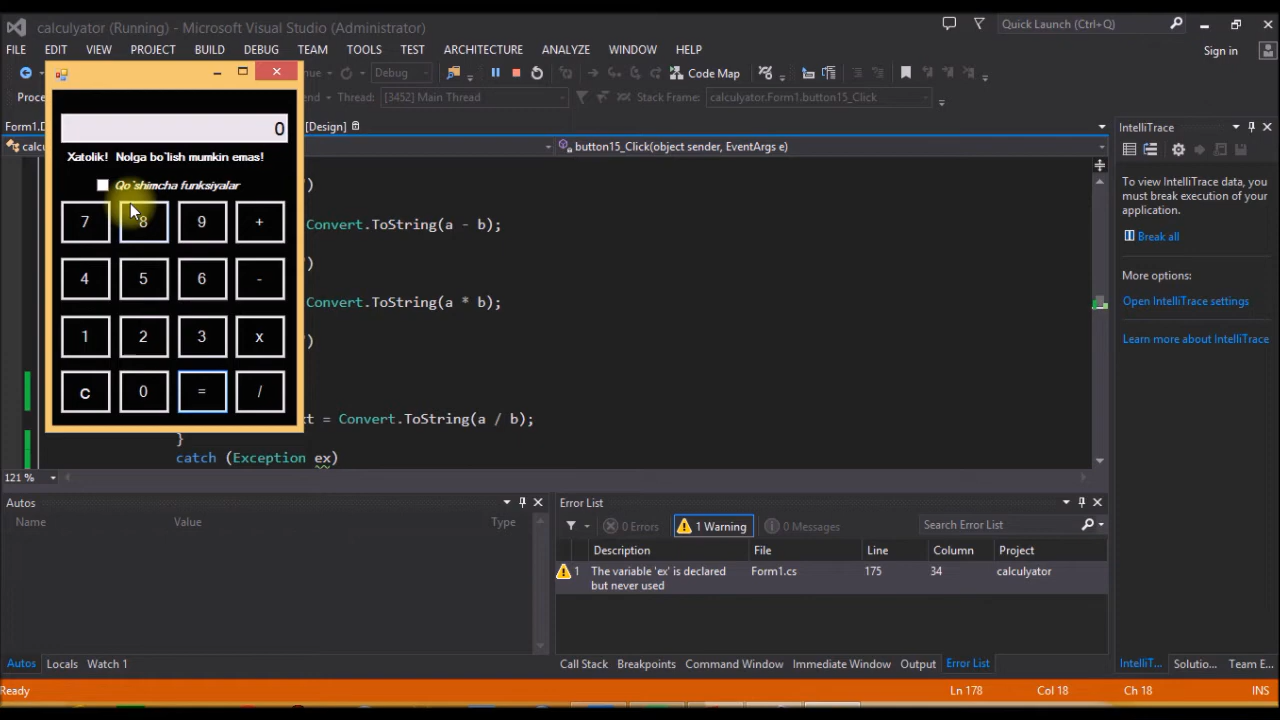 calculyator (Running) - Microsoft Visual Studio (Administrator)
Quick Launch (Ctrl+Q)
FILE EDIT VIEW PROJECT BUILD DEBUG TEAM TOOLS TEST ARCHITECTURE ANALYZE WINDOW HELP
Sign in
Debug
Code Map
Thread: [3452] Main Thread
Stack Frame: calculyator.Form1.button15_Click
[Design]
button15_Click(object sender, EventArgs e)
0
Xatolik! Nolga bo`lish mumkin emas!
Qo`shimcha funksiyalar
7 8 9 +
4 5 6 -
1 2 3 x
c 0 = /
")
Convert.ToString(a - b);
")
Convert.ToString(a * b);
")
= Convert.ToString(a / b);
}
catch (Exception ex)
121 %
IntelliTrace
To view IntelliTrace data, you must break execution of your application.
Break all
More options:
Open IntelliTrace settings
Learn more about IntelliTrace
Autos
Name Value Type
Error List
0 Errors 1 Warning 0 Messages
Search Error List
Description File Line Column Project
1 The variable 'ex' is declared but never used Form1.cs 175 34 calculyator
Autos Locals Watch 1
Call Stack Breakpoints Command Window Immediate Window Output Error List
IntelliT... Solutio... Team E...
Ready
Ln 178 Col 18 Ch 18 INS